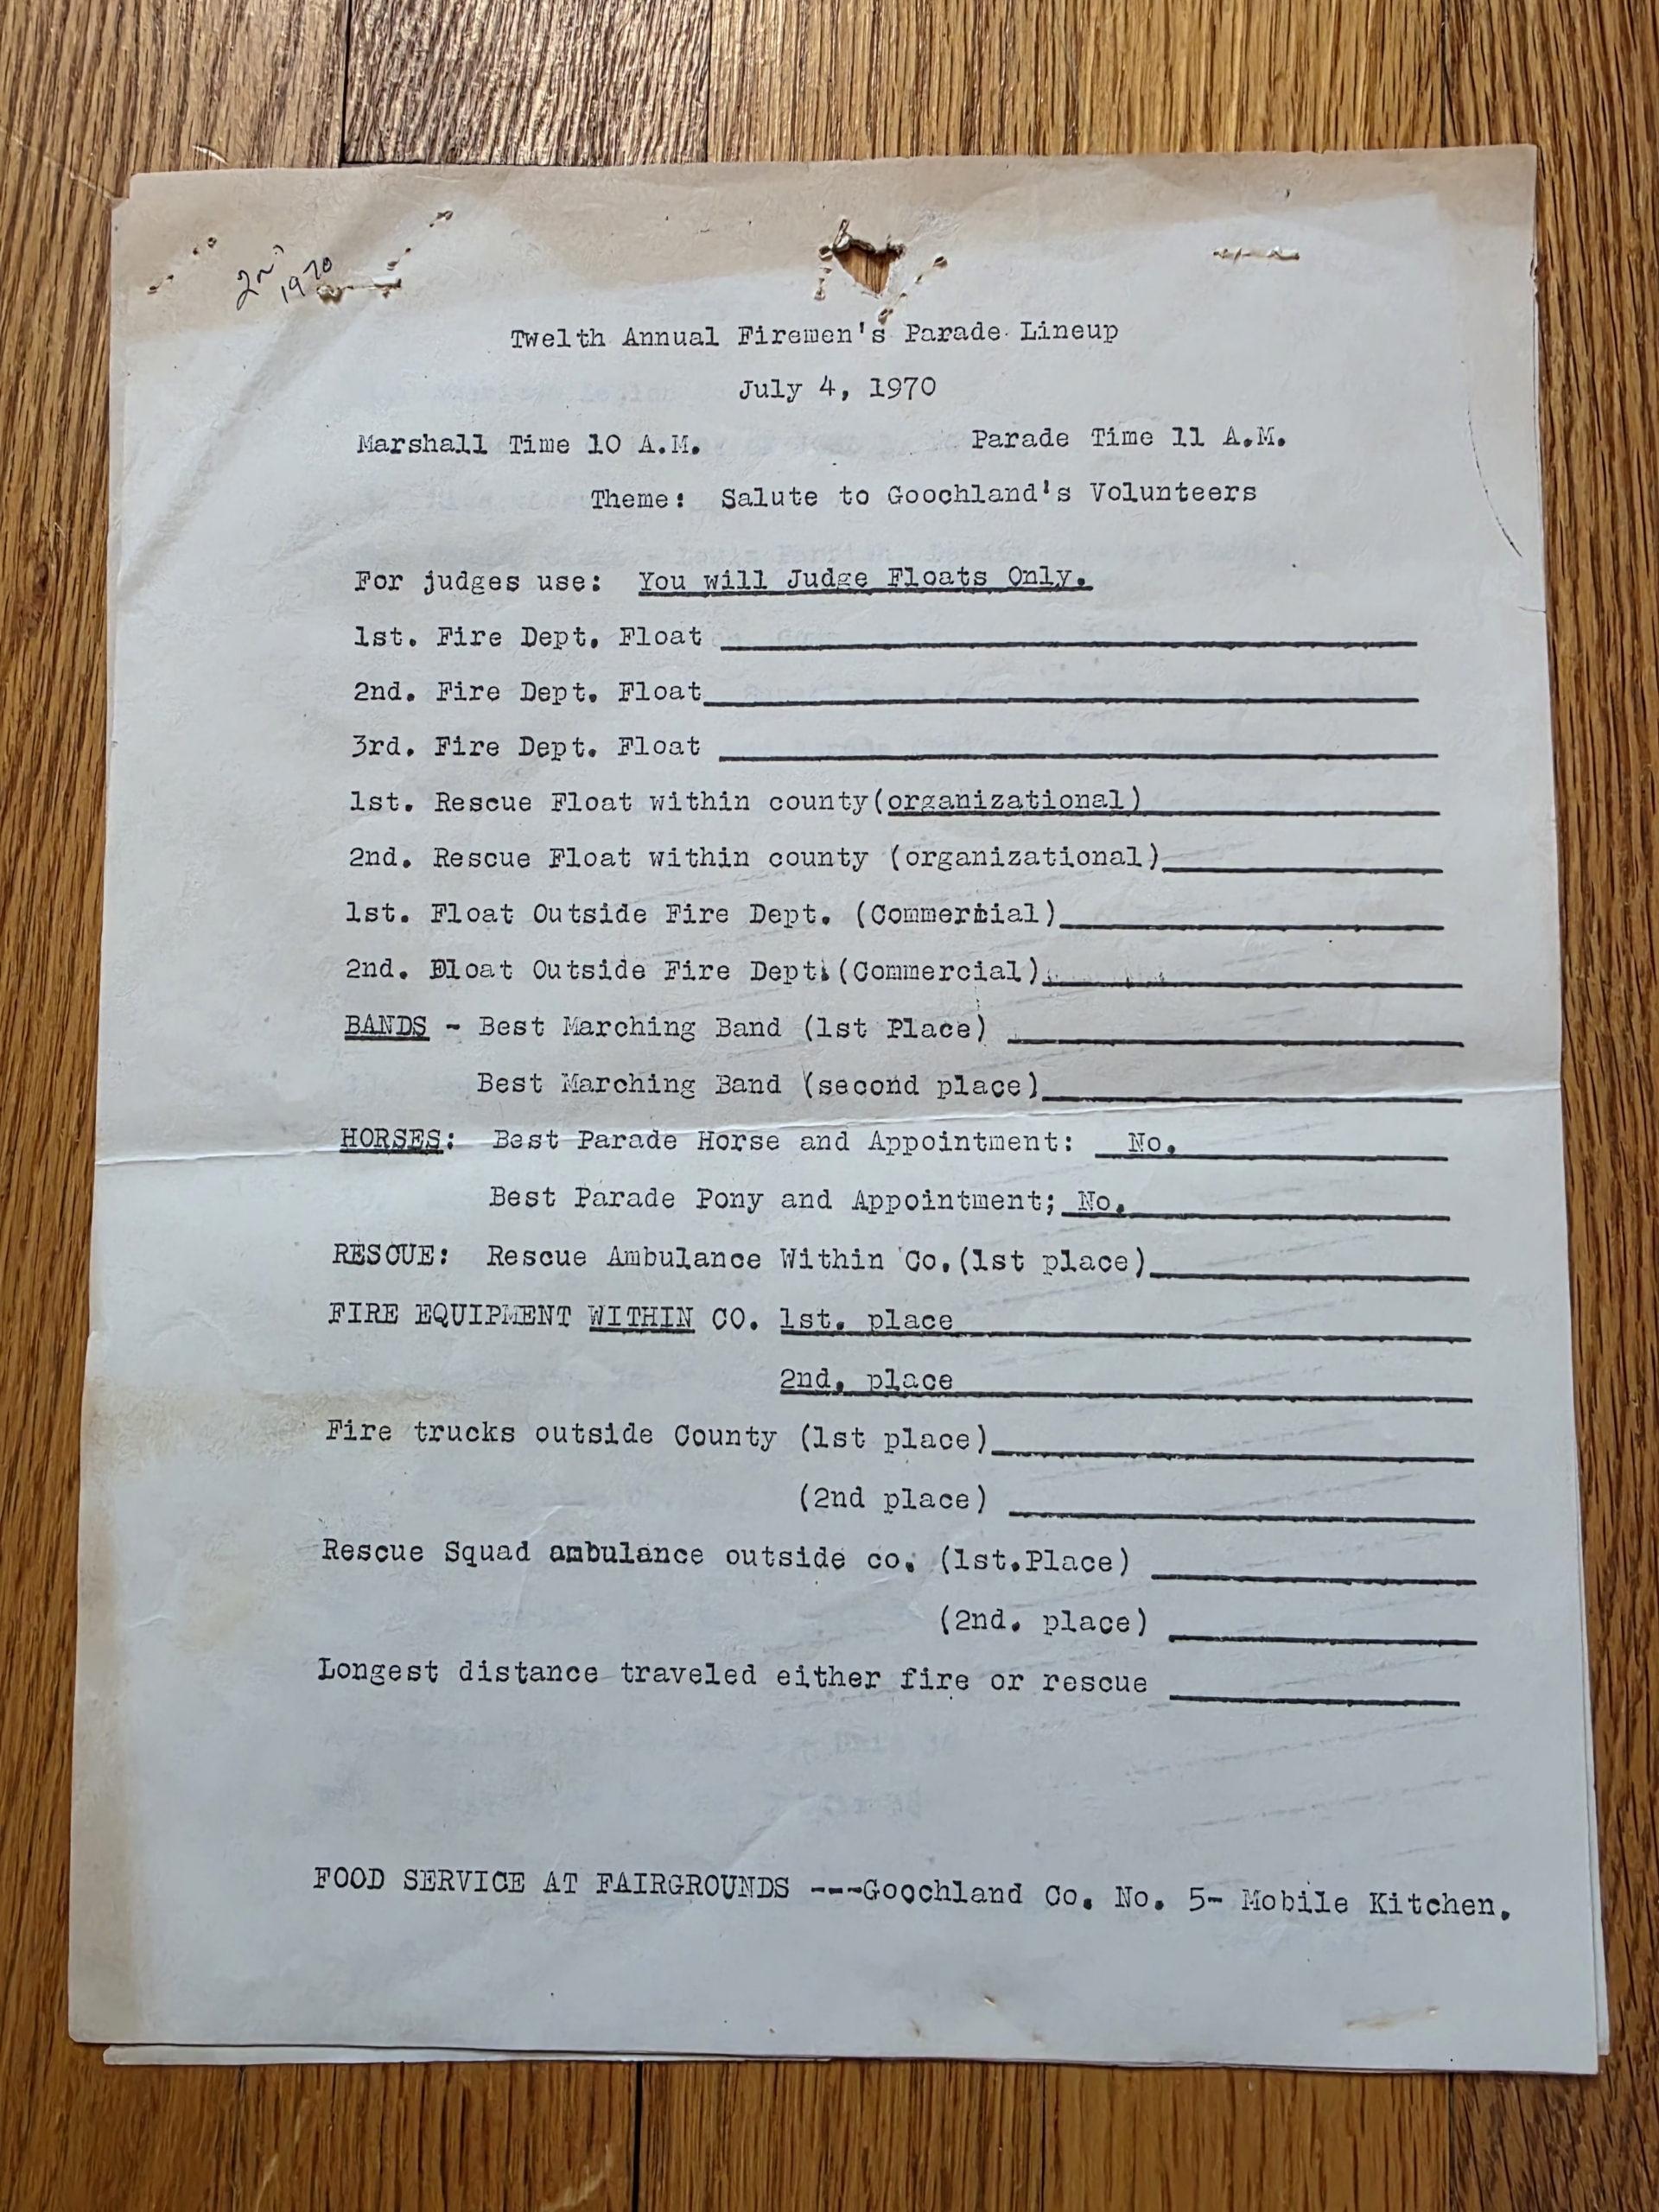 2nd
1970
Twelth Annual Firemen's Parade Lineup
July 4, 1970
Marshall Time 10 A.M. Parade Time 11 A.M.
Theme: Salute to Goochland's Volunteers
For judges use: You will Judge Floats Only.
1st. Fire Dept. Float
2nd. Fire Dept. Float
3rd. Fire Dept. Float
1st. Rescue Float within county(organizational)
2nd. Rescue Float within county (organizational)
1st. Float Outside Fire Dept. (Commercial)
2nd. Float Outside Fire Dept.(Commercial)
BANDS - Best Marching Band (1st Place)
Best Marching Band (second place)
HORSES: Best Parade Horse and Appointment: No.
Best Parade Pony and Appointment; No.
RESCUE: Rescue Ambulance Within Co.(1st place)
FIRE EQUIPMENT WITHIN CO. 1st. place
2nd. place
Fire trucks outside County (1st place)
(2nd place)
Rescue Squad ambulance outside co. (1st.Place)
(2nd. place)
Longest distance traveled either fire or rescue
FOOD SERVICE AT FAIRGROUNDS ---Goochland Co. No. 5- Mobile Kitchen.